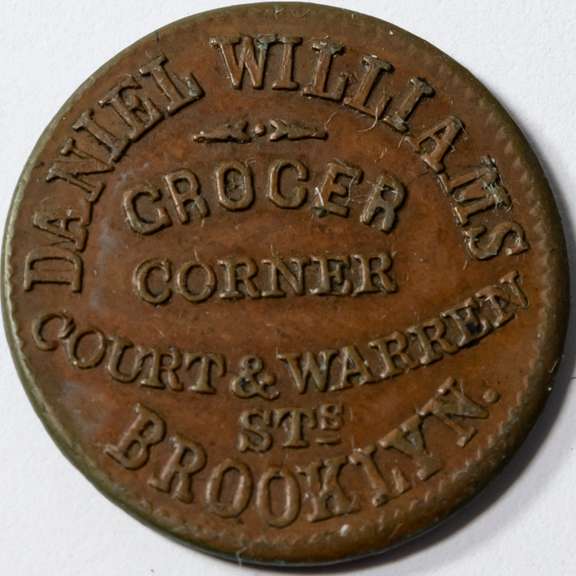 DANIEL WILLIAMS
GROCER
CORNER
COURT & WARREN
STS
BROOKLYN.